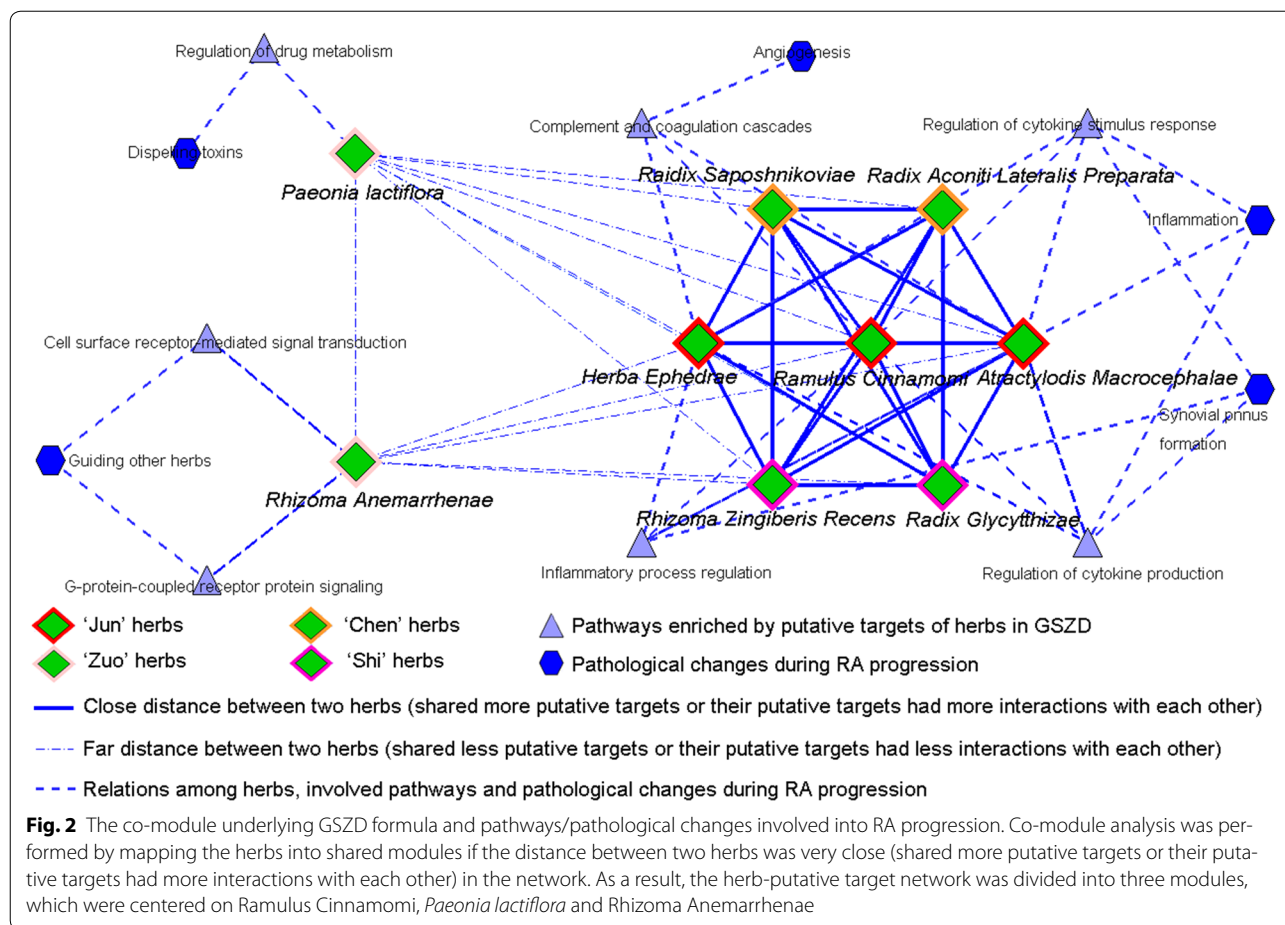 Regulation of drug metabolism
Angiogenesis
Complement and coagulation cascades
Regulation of cytokine stimulus response
Dispelling toxins
Raidix Saposhnikoviae
Radix Aconiti Lateralis Preparata
Paeonia lactiflora
Inflammation
Cell surface receptor-mediated signal transduction
Herba Ephedrae
Ramulus Cinnamomi
Atractylodis Macrocephalae
Synovial pnnus
formation
Guiding other herbs
Rhizoma Anemarrhenae
Rhizoma Zingiberis Recens
Radix Glycytthizae
G-protein-coupled receptor protein signaling
Inflammatory process regulation
Regulation of cytokine production
'Jun' herbs
'Chen' herbs
Pathways enriched by putative targets of herbs in GSZD
'Zuo' herbs
'Shi' herbs
Pathological changes during RA progression
Close distance between two herbs (shared more putative targets or their putative targets had more interactions with each other)
Far distance between two herbs (shared less putative targets or their putative targets had less interactions with each other)
Relations among herbs, involved pathways and pathological changes during RA progression
Fig. 2 The co-module underlying GSZD formula and pathways/pathological changes involved into RA progression. Co-module analysis was per-
formed by mapping the herbs into shared modules if the distance between two herbs was very close (shared more putative targets or their puta-
tive targets had more interactions with each other) in the network. As a result, the herb-putative target network was divided into three modules,
which were centered on Ramulus Cinnamomi, Paeonia lactiflora and Rhizoma Anemarrhenae